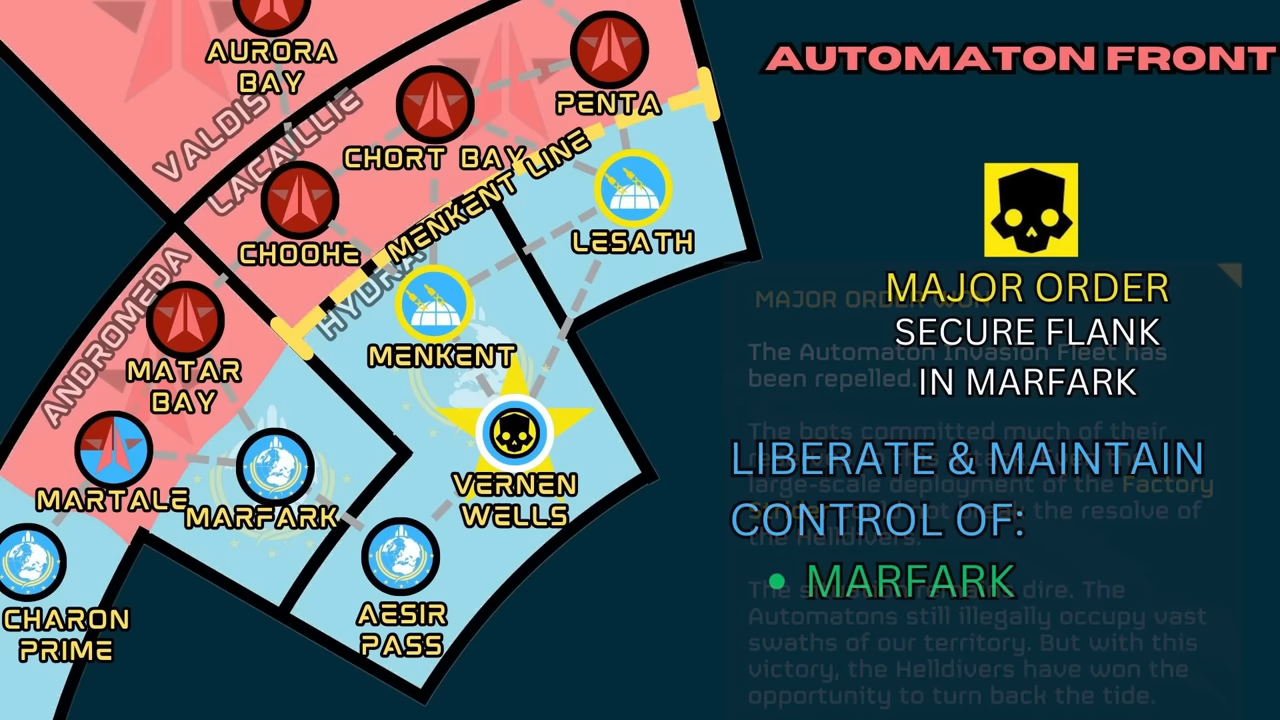 AUTOMATON FRONT
AURORA
BAY
PENTA
VALDIS
LACAILLIE
CHORT BAY
MENKENT LINE
CHOOHE
LESATH
ANDROMEDA
HYDRA
MATAR
BAY
MENKENT
MARTALE
MARFARK
VERNEN
WELLS
CHARON
PRIME
AESIR
PASS
MAJOR ORDER
SECURE FLANK
IN MARFARK
LIBERATE & MAINTAIN
CONTROL OF:
• MARFARK
MAJOR ORDER WON
The Automaton Invasion Fleet has
been repelled.
The bots committed much of their
large-scale deployment of the Factory
the resolve of
the Helldivers.
The dire. The
Automatons still illegally occupy vast
swaths of our territory. But with this
victory, the Helldivers have won the
opportunity to turn back the tide.